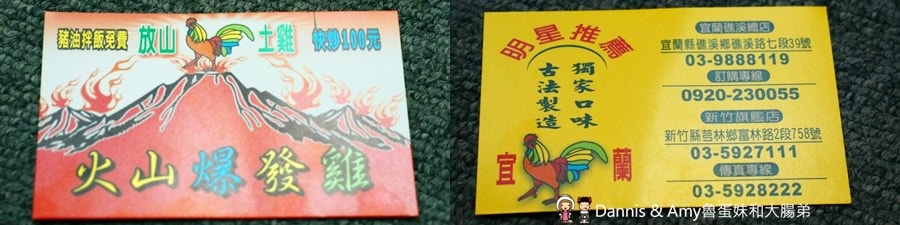 豬油拌飯免費 放山 土雞 快炒100元
火山爆發雞
明星推薦
獨家口味
古法製造
宜蘭
宜蘭礁溪總店
宜蘭縣礁溪鄉礁溪路七段39號
03-9888119
訂購專線
0920-230055
新竹旗艦店
新竹縣芎林鄉富林路2段758號
03-5927111
傳真專線
03-5928222
Dannis & Amy魯蛋妹和大腸弟